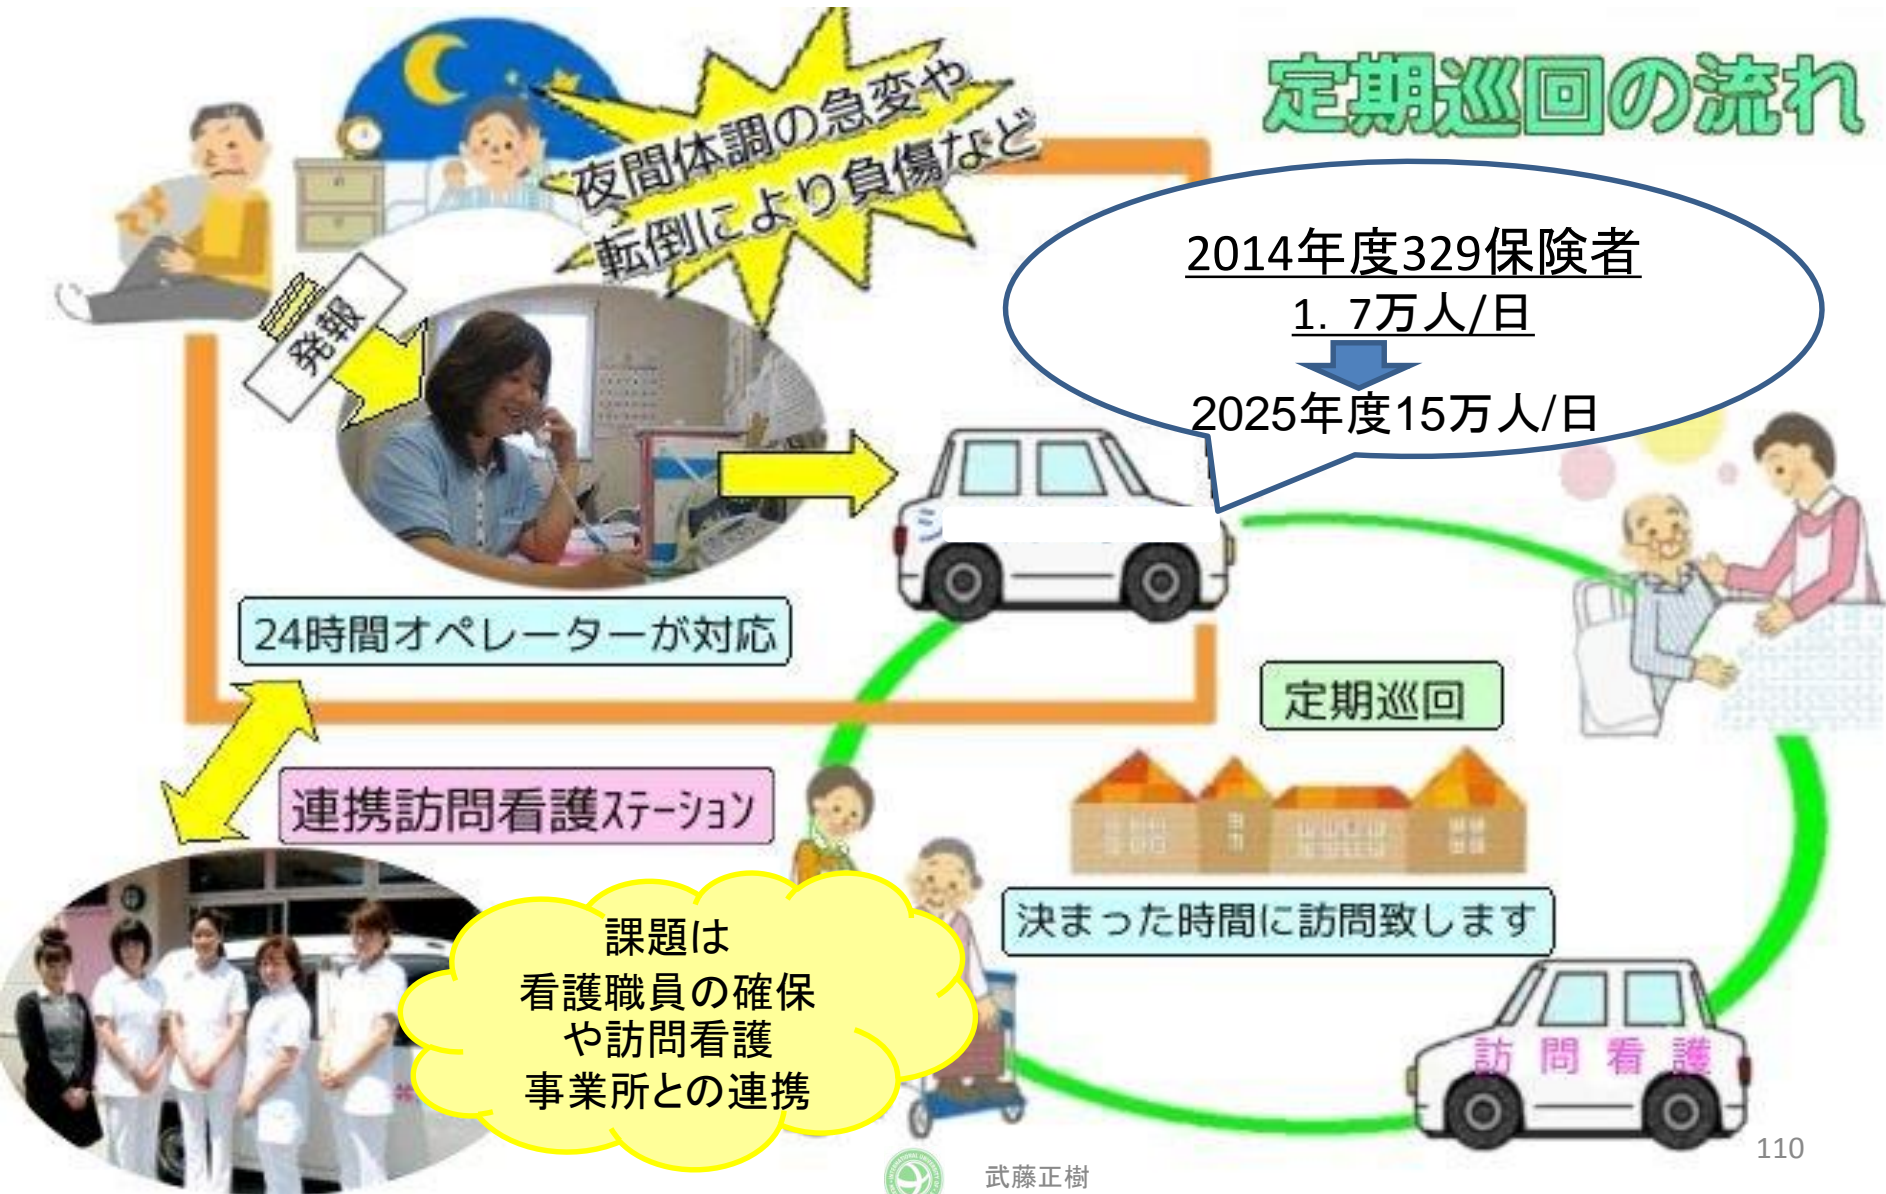 定期巡回の流れ
夜間体調の急変や
転倒により負傷など
2014年度329保険者
1．7万人/日
2025年度15万人/日
発報
24時間オペレーターが対応
定期巡回
連携訪問看護ステーション
決まった時間に訪問致します
課題は
看護職員の確保
や訪問看護
事業所との連携
訪問看護
武藤正樹
110